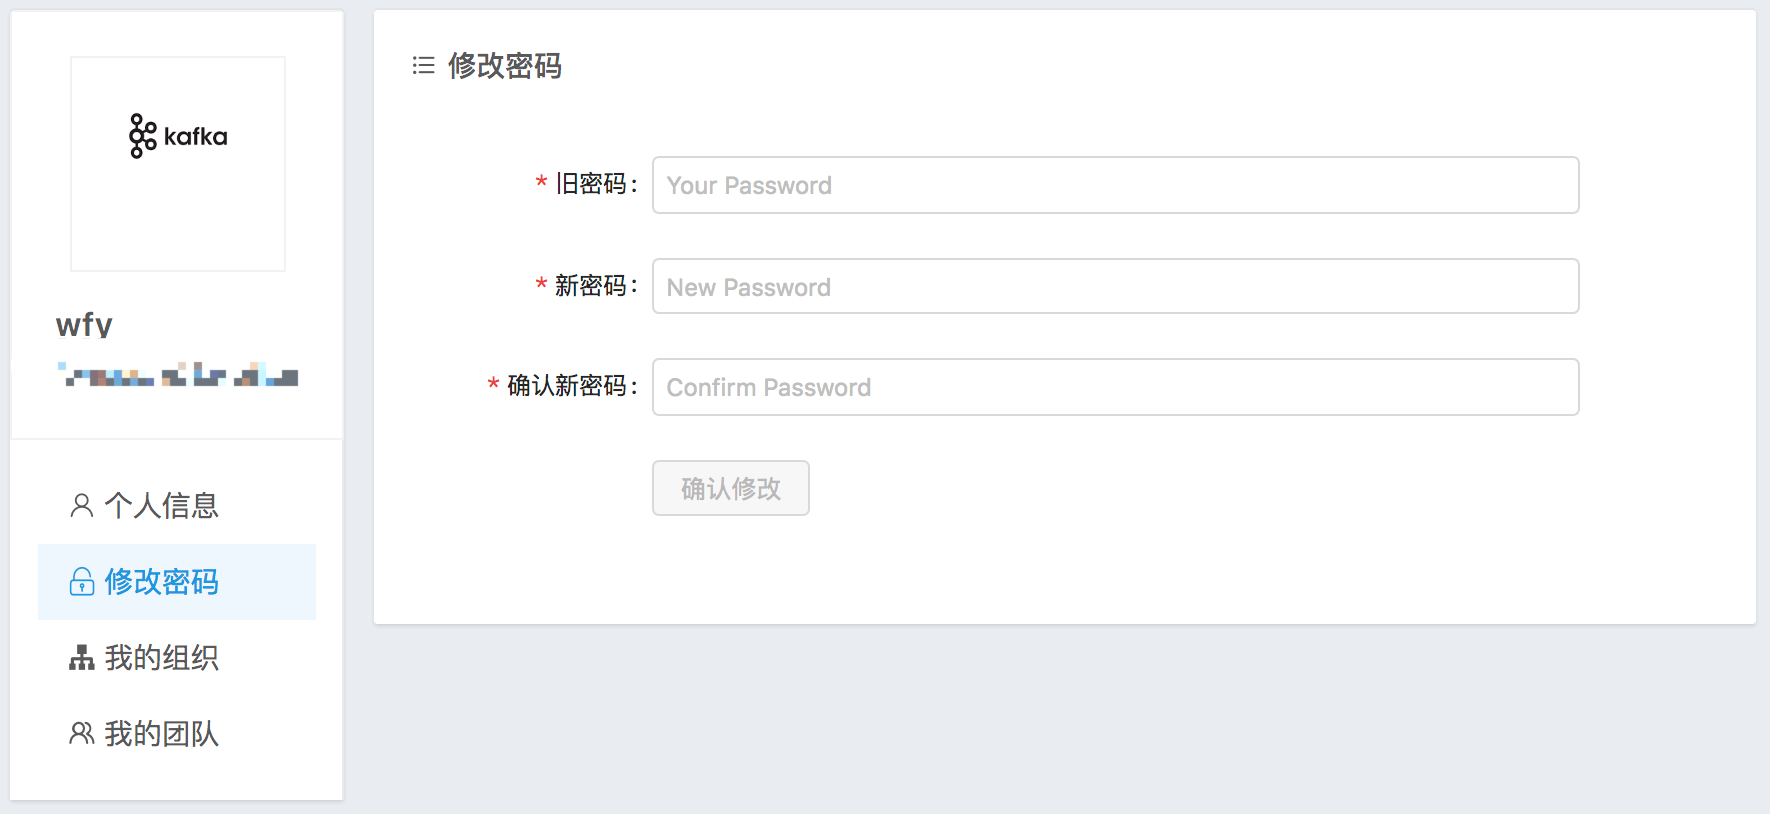 kafka
wfy
个人信息
修改密码
我的组织
我的团队
修改密码
* 旧密码: Your Password
* 新密码: New Password
* 确认新密码: Confirm Password
确认修改